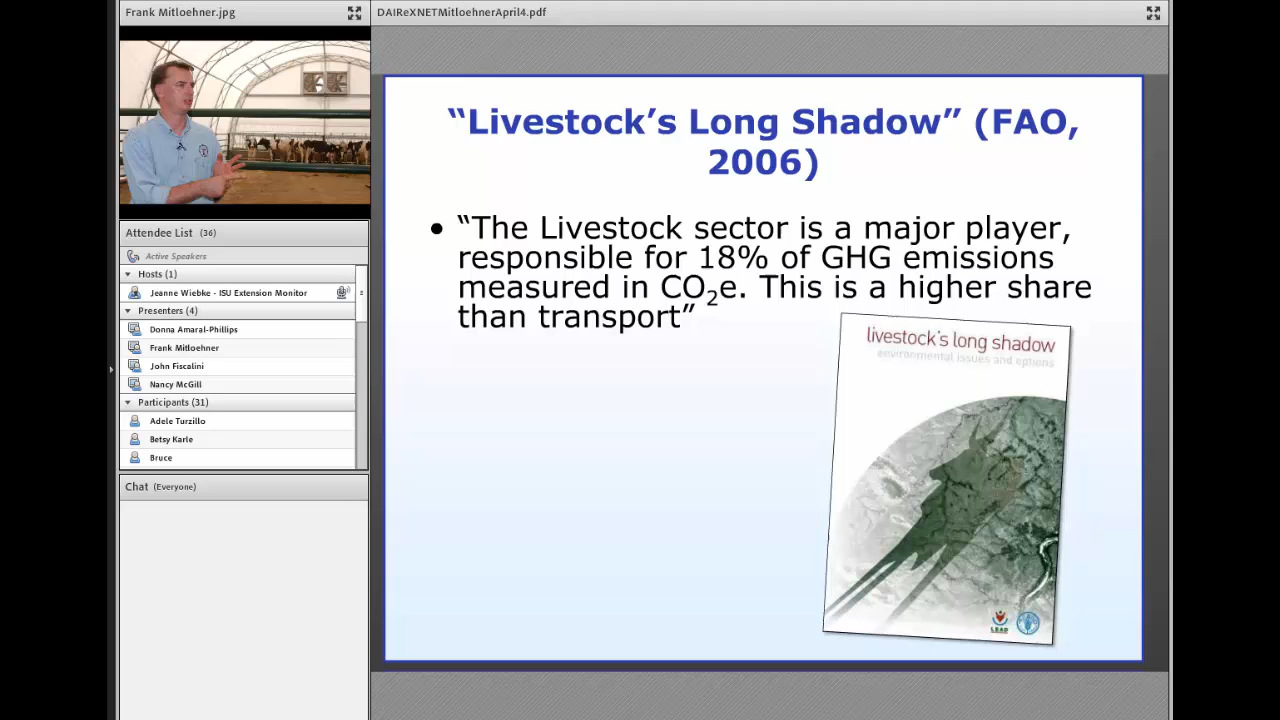 Frank Mitloehner.jpg
DAIReXNETMitloehnerApril4.pdf
Attendee List (36)
Active Speakers
Hosts (1)
Jeanne Wiebke - ISU Extension Monitor
Presenters (4)
Donna Amaral-Phillips
Frank Mitloehner
John Fiscalini
Nancy McGill
Participants (31)
Adele Turzillo
Betsy Karle
Bruce
Chat (Everyone)
“Livestock’s Long Shadow” (FAO,
2006)
• “The Livestock sector is a major player,
responsible for 18% of GHG emissions
measured in CO₂e. This is a higher share
than transport”
livestock's long shadow
environmental issues and options
LEAD